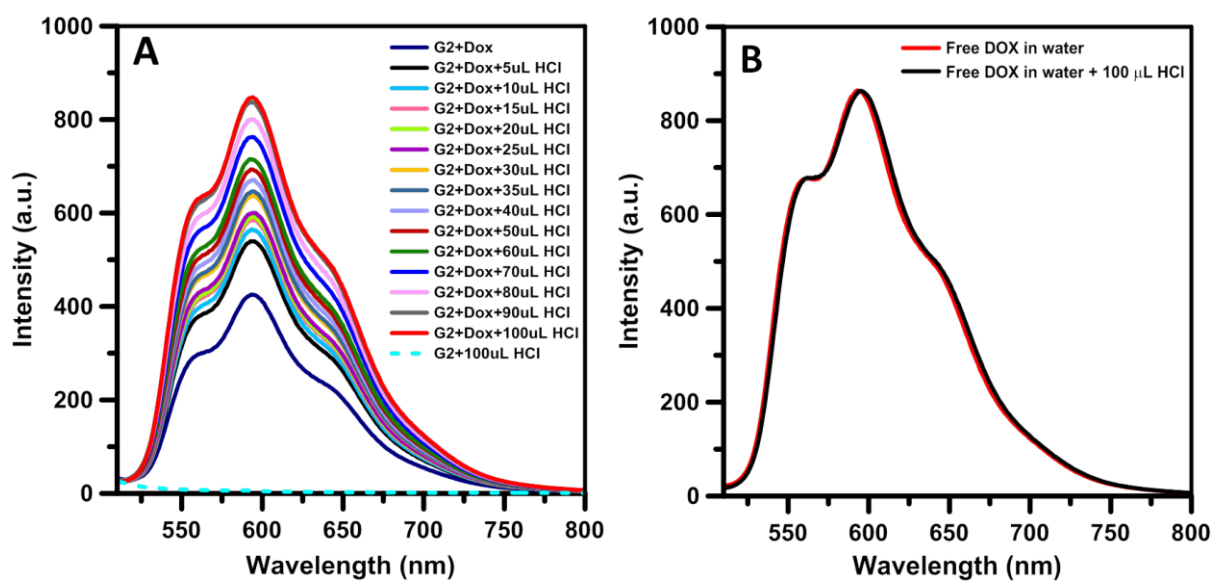 A
1000
800
600
400
200
0
Intensity (a.u.)
550 600 650 700 750 800
Wavelength (nm)
G2+Dox
G2+Dox+5uL HCl
G2+Dox+10uL HCl
G2+Dox+15uL HCl
G2+Dox+20uL HCl
G2+Dox+25uL HCl
G2+Dox+30uL HCl
G2+Dox+35uL HCl
G2+Dox+40uL HCl
G2+Dox+50uL HCl
G2+Dox+60uL HCl
G2+Dox+70uL HCl
G2+Dox+80uL HCl
G2+Dox+90uL HCl
G2+Dox+100uL HCl
G2+100uL HCl
B
1000
800
600
400
200
0
Intensity (a.u.)
550 600 650 700 750 800
Wavelength (nm)
Free DOX in water
Free DOX in water + 100 μL HCl